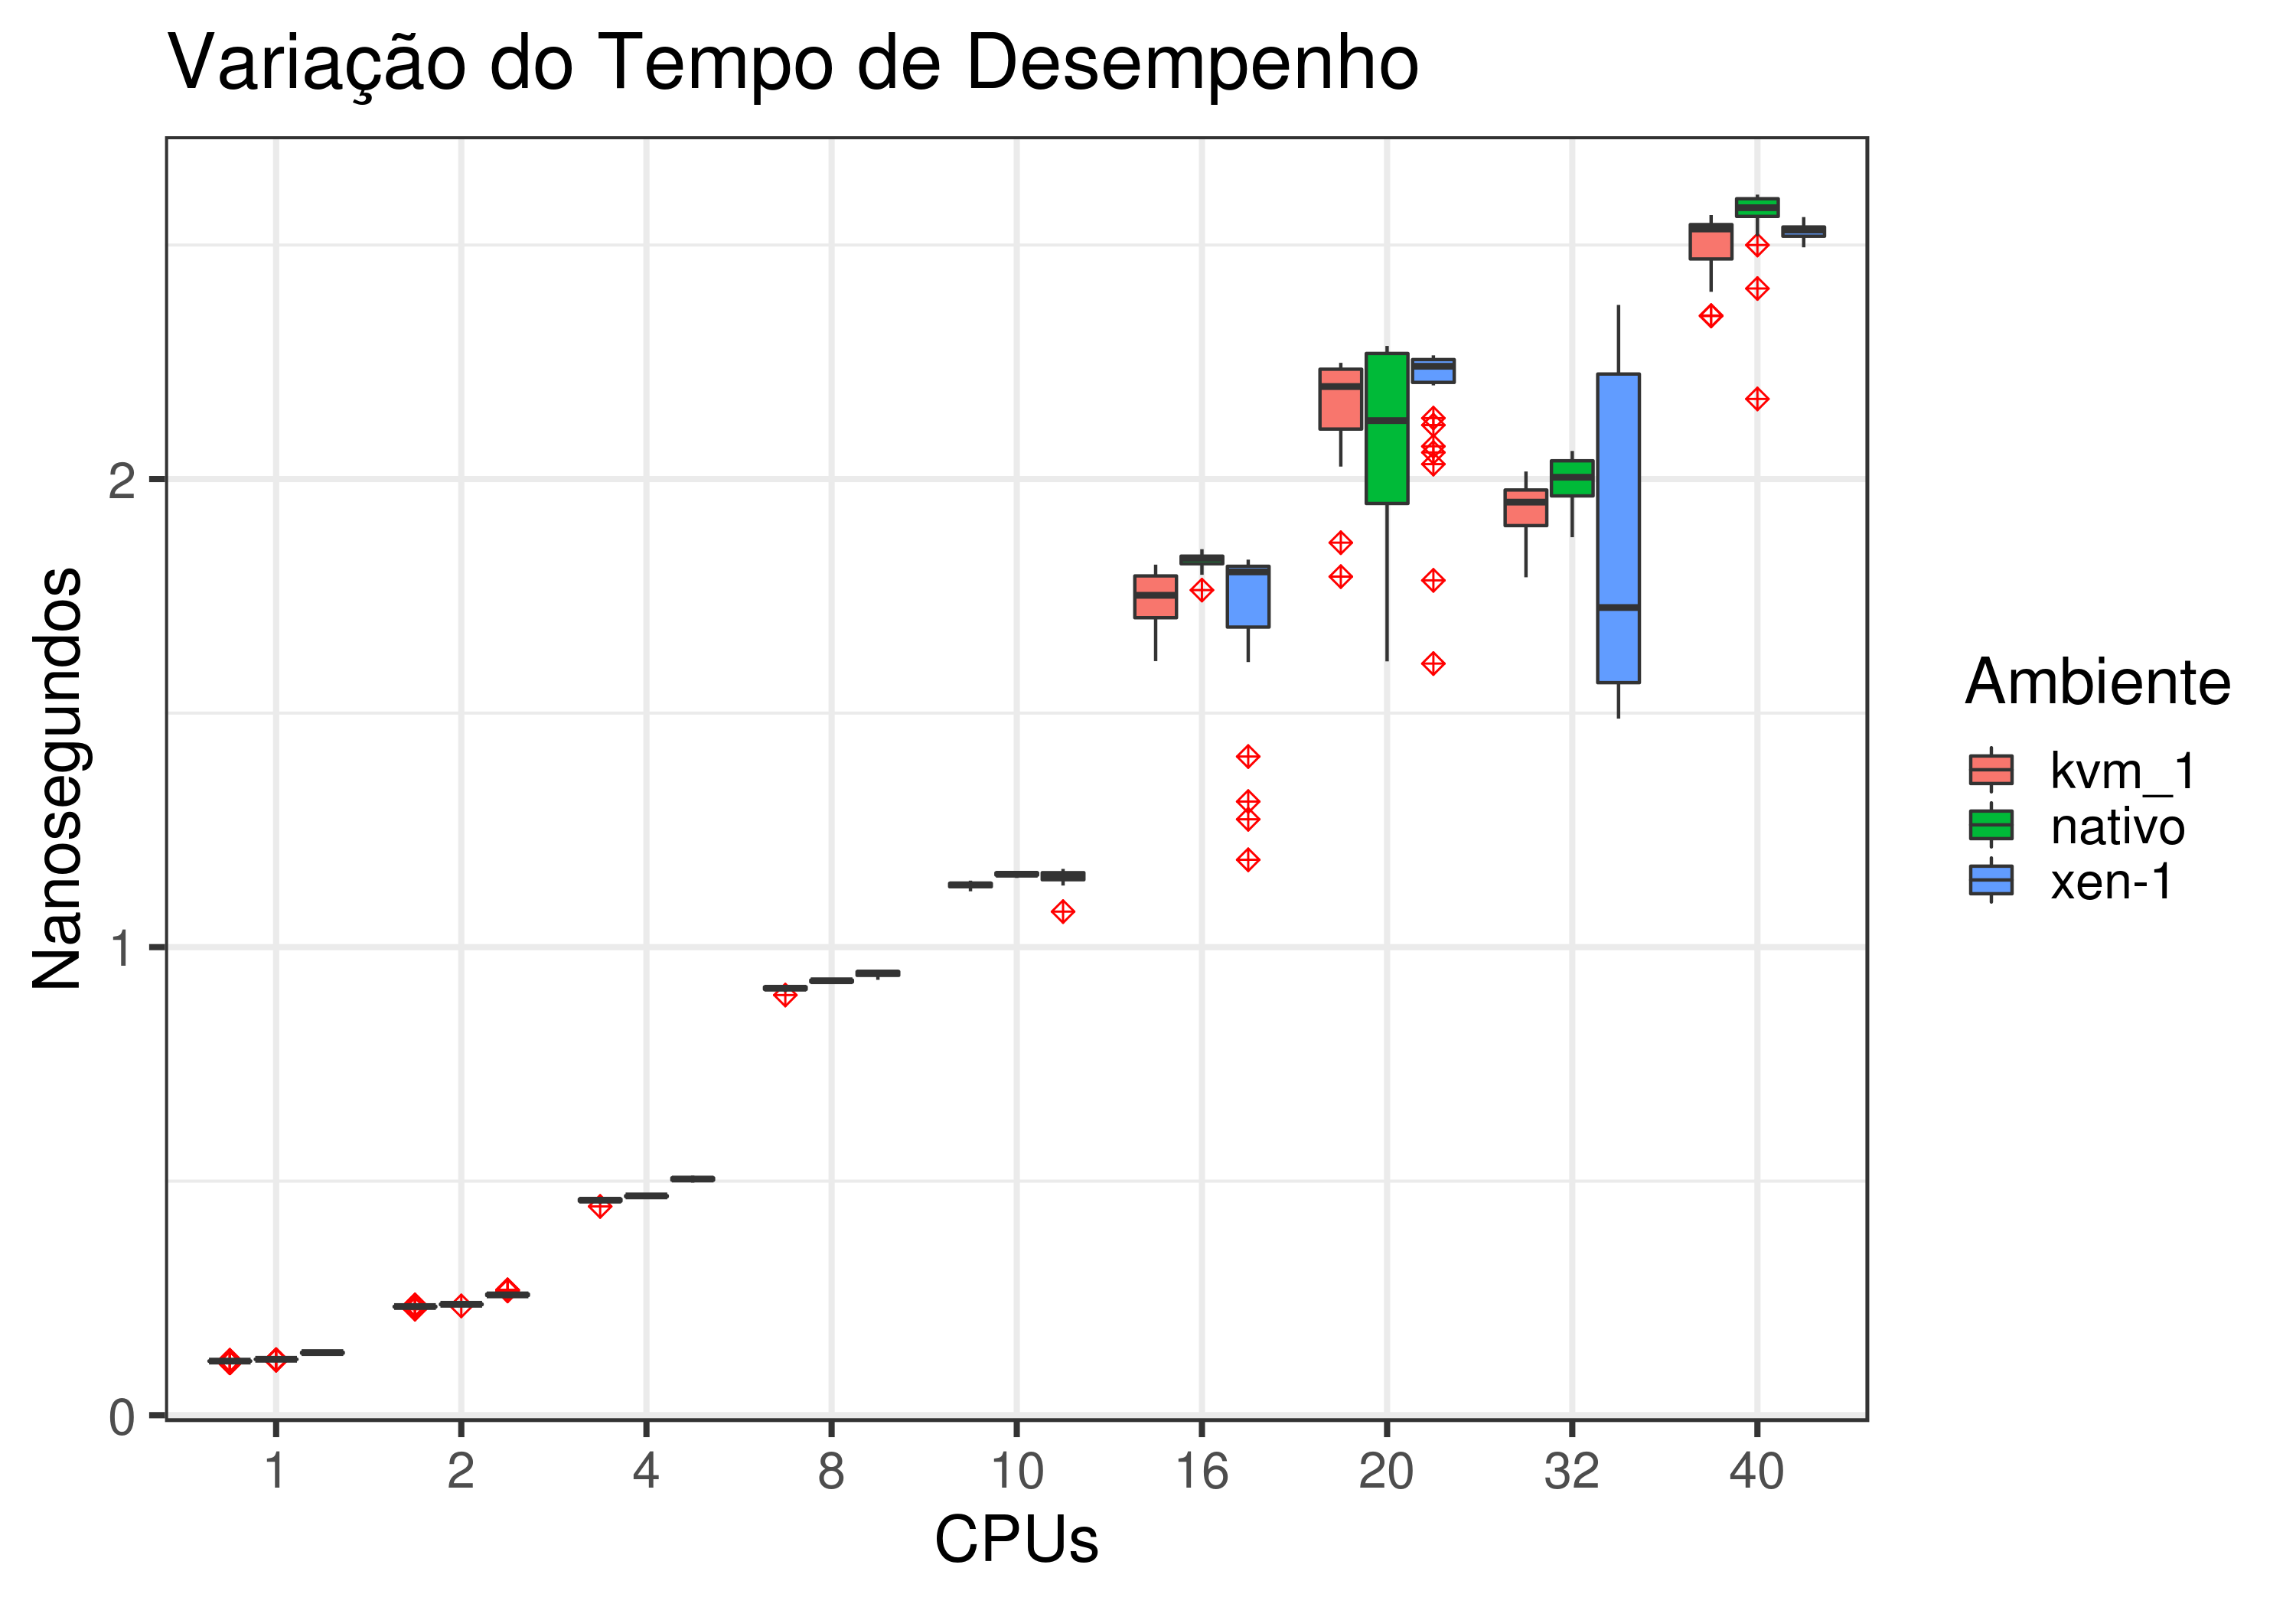 Variação do Tempo de Desempenho
Nanosegundos
2
1
0
1 2 4 8 10 16 20 32 40
CPUs
Ambiente
kvm_1
nativo
xen-1